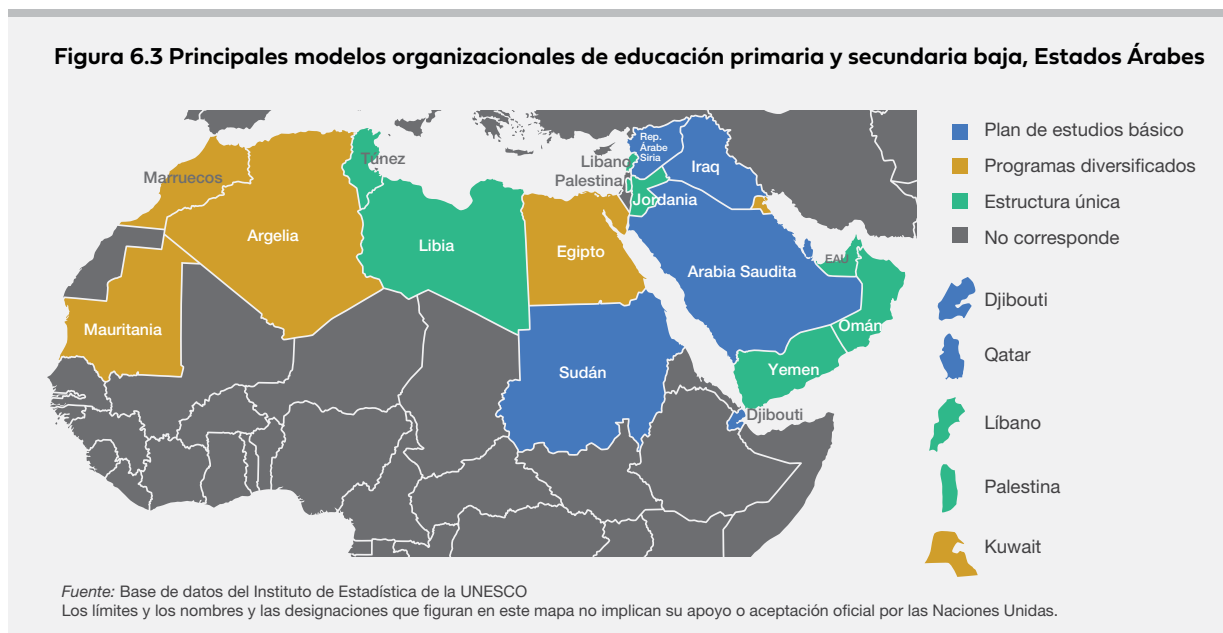 Figura 6.3 Principales modelos organizacionales de educación primaria y secundaria baja, Estados Árabes
Plan de estudios básico
Programas diversificados
Estructura única
No corresponde
Marruecos
Túnez
Argelia
Libia
Egipto
Mauritania
Sudán
Rep.
Árabe
Siria
Libano
Palestina
Jordania
Iraq
Arabia Saudita
EAU
Omán
Yemen
Djibouti
Djibouti
Qatar
Líbano
Palestina
Kuwait
Fuente: Base de datos del Instituto de Estadística de la UNESCO
Los límites y los nombres y las designaciones que figuran en este mapa no implican su apoyo o aceptación oficial por las Naciones Unidas.